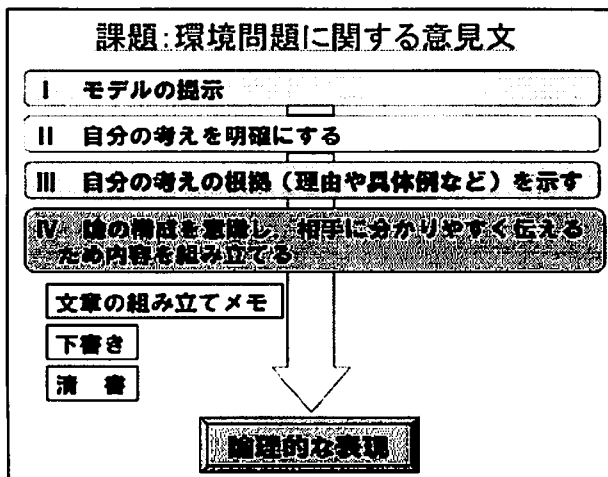 課題:環境問題に関する意見文
Ⅰ モデルの提示
Ⅱ 自分の考えを明確にする
Ⅲ 自分の考えの根拠(理由や具体例など)を示す
Ⅳ 論の構成を意識し、相手に分かりやすく伝える
ため内容を組み立てる
文章の組み立てメモ
下書き
清 書
論理的な表現